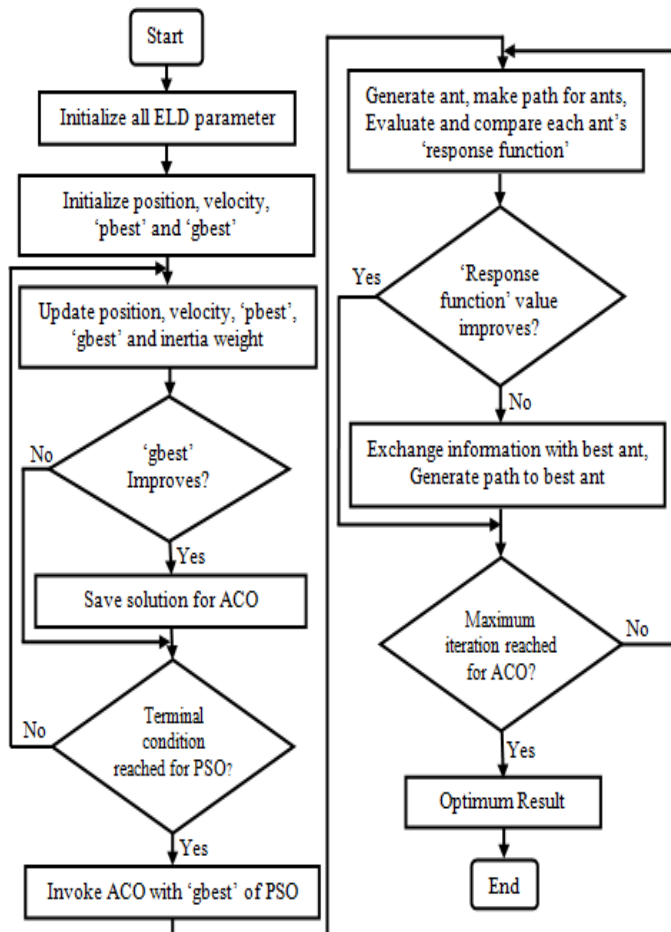 Start
Initialize all ELD parameter
Initialize position, velocity,
‘pbest’ and ‘gbest’
Update position, velocity, ‘pbest’,
‘gbest’ and inertia weight
No
‘gbest’
Improves?
Yes
Save solution for ACO
No
Terminal
condition
reached for PSO?
Yes
Invoke ACO with ‘gbest’ of PSO
Generate ant, make path for ants,
Evaluate and compare each ant’s
‘response function’
Yes
‘Response
function’ value
improves?
No
Exchange information with best ant,
Generate path to best ant
Maximum
iteration reached
for ACO?
No
Yes
Optimum Result
End